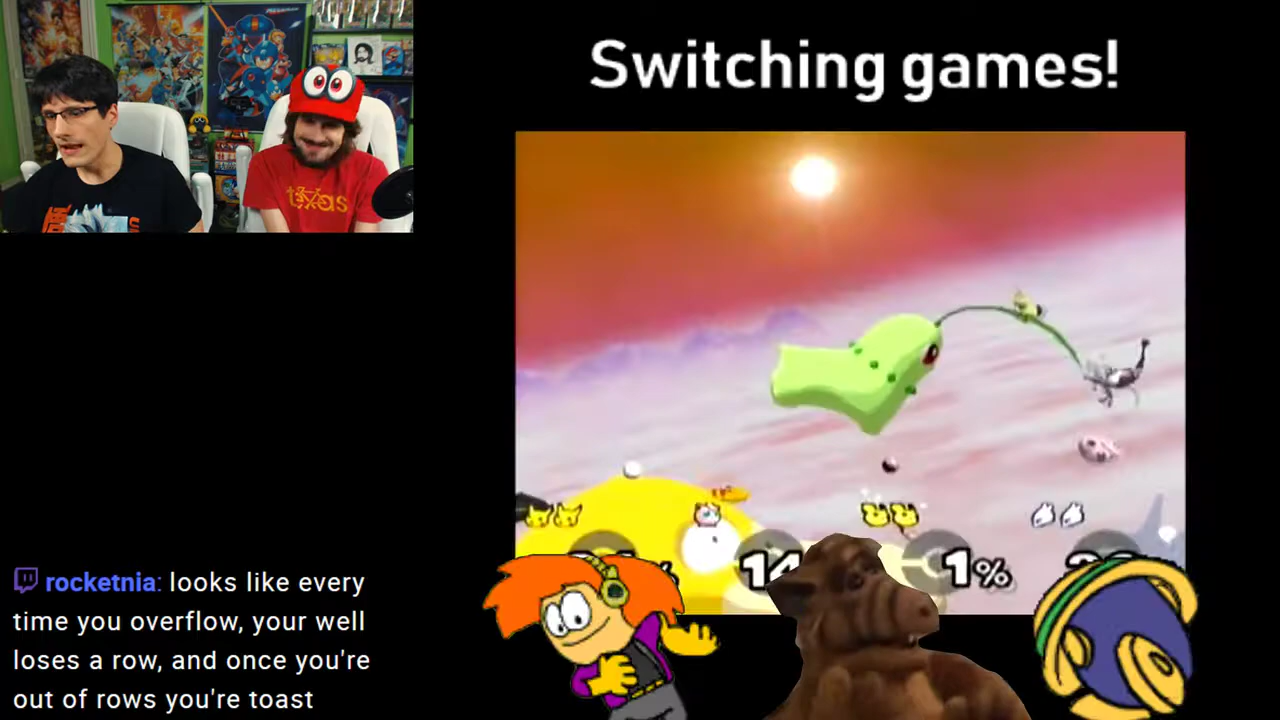 Switching games!
texas
14
1%
rocketnia: looks like every
time you overflow, your well
loses a row, and once you're
out of rows you're toast